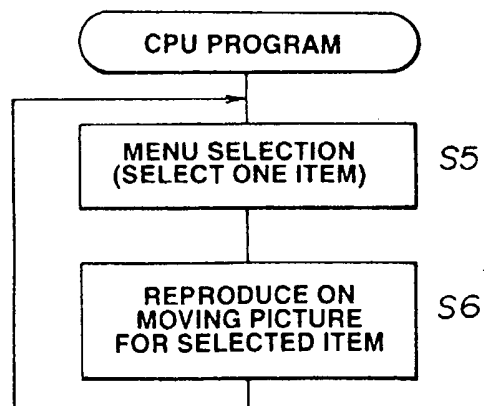 CPU PROGRAM
MENU SELECTION
(SELECT ONE ITEM)
S5
REPRODUCE ON
MOVING PICTURE
FOR SELECTED ITEM
S6